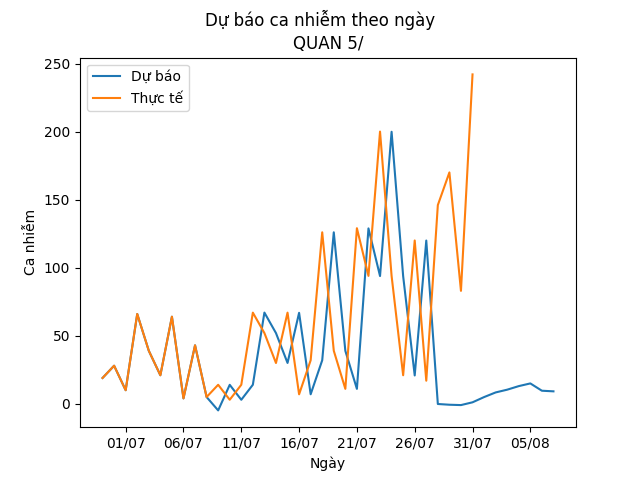 Dự báo ca nhiễm theo ngày
QUAN 5/
Dự báo
Thực tế
Ca nhiễm
250
200
150
100
50
0
01/07 06/07 11/07 16/07 21/07 26/07 31/07 05/08
Ngày